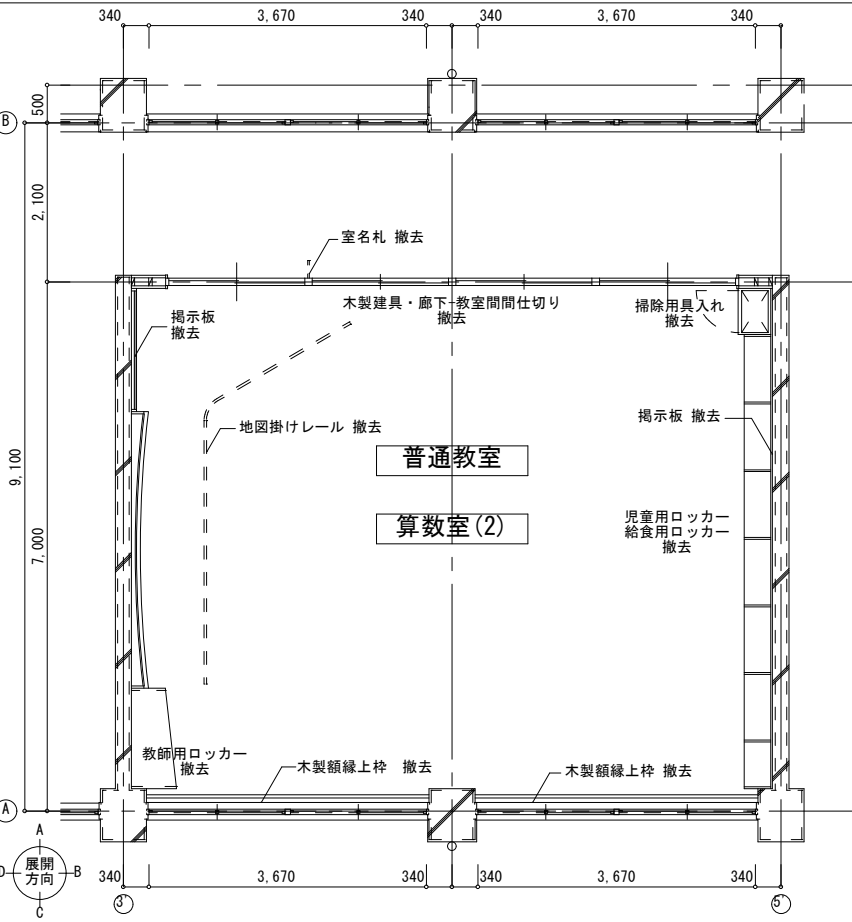 340 3,670 340 340 3,670 340
500
B
2,100
室名札 撤去
木製建具・廊下-教室間間仕切り
撤去
掃除用具入れ
撤去
掲示板
撤去
地図掛けレール 撤去
掲示板 撤去
普通教室
9,100
7,000
算数室(2)
児童用ロッカー
給食用ロッカー
撤去
教師用ロッカー
撤去
木製額縁上枠 撤去
木製額縁上枠 撤去
A
A
展開
方向
D
B
C
340 3,670 340 340 3,670 340
3'
5'